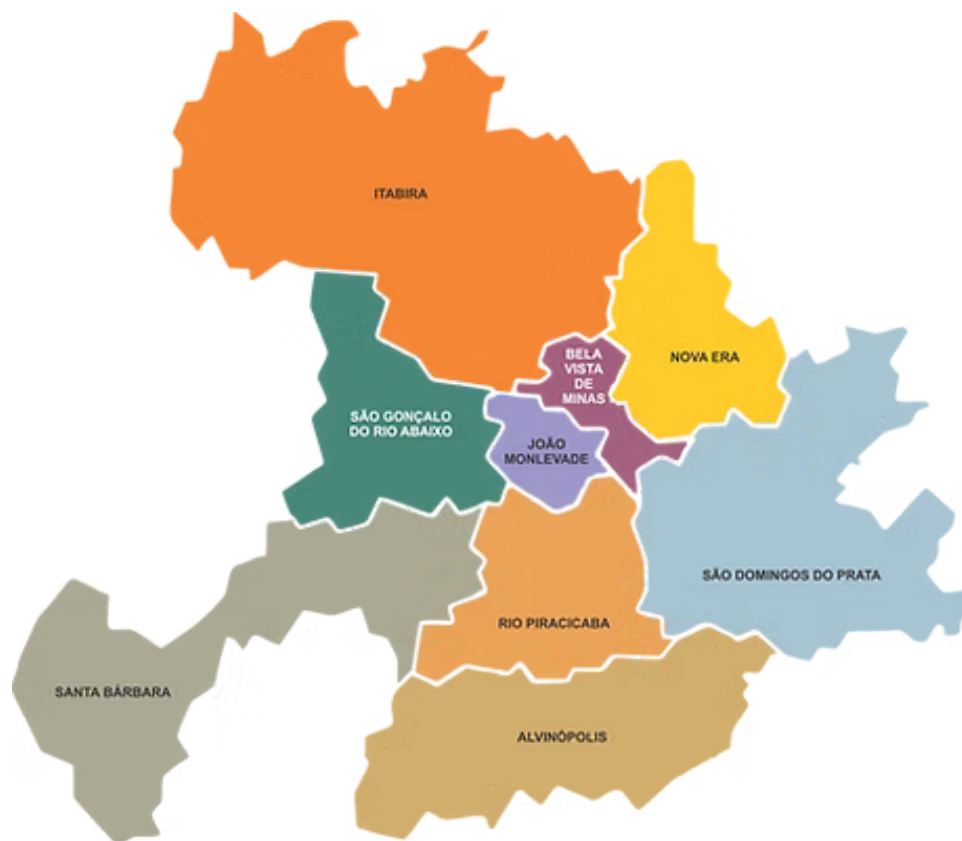 ITABIRA
BELA
VISTA
DE
MINAS
NOVA ERA
SÃO GONÇALO
DO RIO ABAIXO
JOÃO
MONLEVADE
SÃO DOMINGOS DO PRATA
RIO PIRACICABA
SANTA BÁRBARA
ALVINÓPOLIS